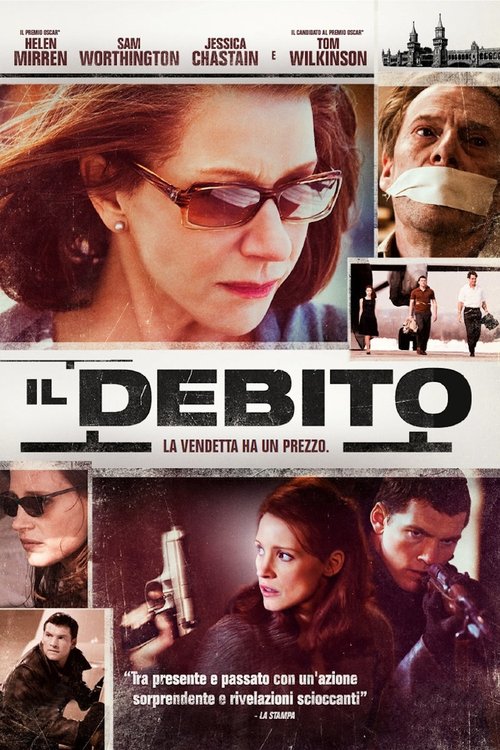 IL PREMIO OSCAR®
HELEN MIRREN
SAM WORTHINGTON
JESSICA CHASTAIN
E
IL CANDIDATO AL PREMIO OSCAR®
TOM WILKINSON
IL DEBITO
LA VENDETTA HA UN PREZZO.
"Tra presente e passato con un'azione
sorprendente e rivelazioni scioccanti"
- LA STAMPA